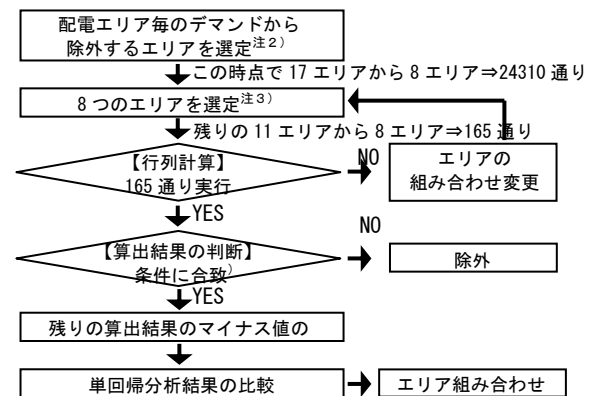 配電エリア毎のデマンドから
除外するエリアを選定注2）
この時点で 17 エリアから 8 エリア⇒24310 通り
8 つのエリアを選定注3）
残りの 11 エリアから 8 エリア⇒165 通り
【行列計算】
165 通り実行
NO
エリアの
組み合わせ変更
YES
【算出結果の判断】
条件に合致）
NO
除外
YES
残りの算出結果のマイナス値の
単回帰分析結果の比較
エリア組み合わせ